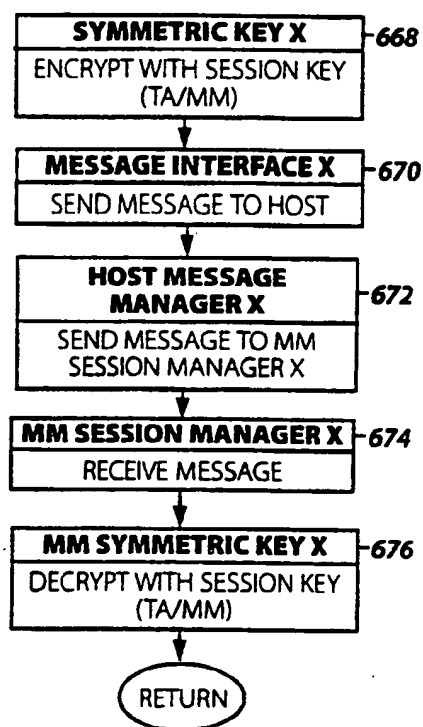 SYMMETRIC KEY X
668
ENCRYPT WITH SESSION KEY
(TA/MM)
MESSAGE INTERFACE X
670
SEND MESSAGE TO HOST
HOST MESSAGE
MANAGER X
672
SEND MESSAGE TO MM
SESSION MANAGER X
MM SESSION MANAGER X
674
RECEIVE MESSAGE
MM SYMMETRIC KEY X
676
DECRYPT WITH SESSION KEY
(TA/MM)
RETURN